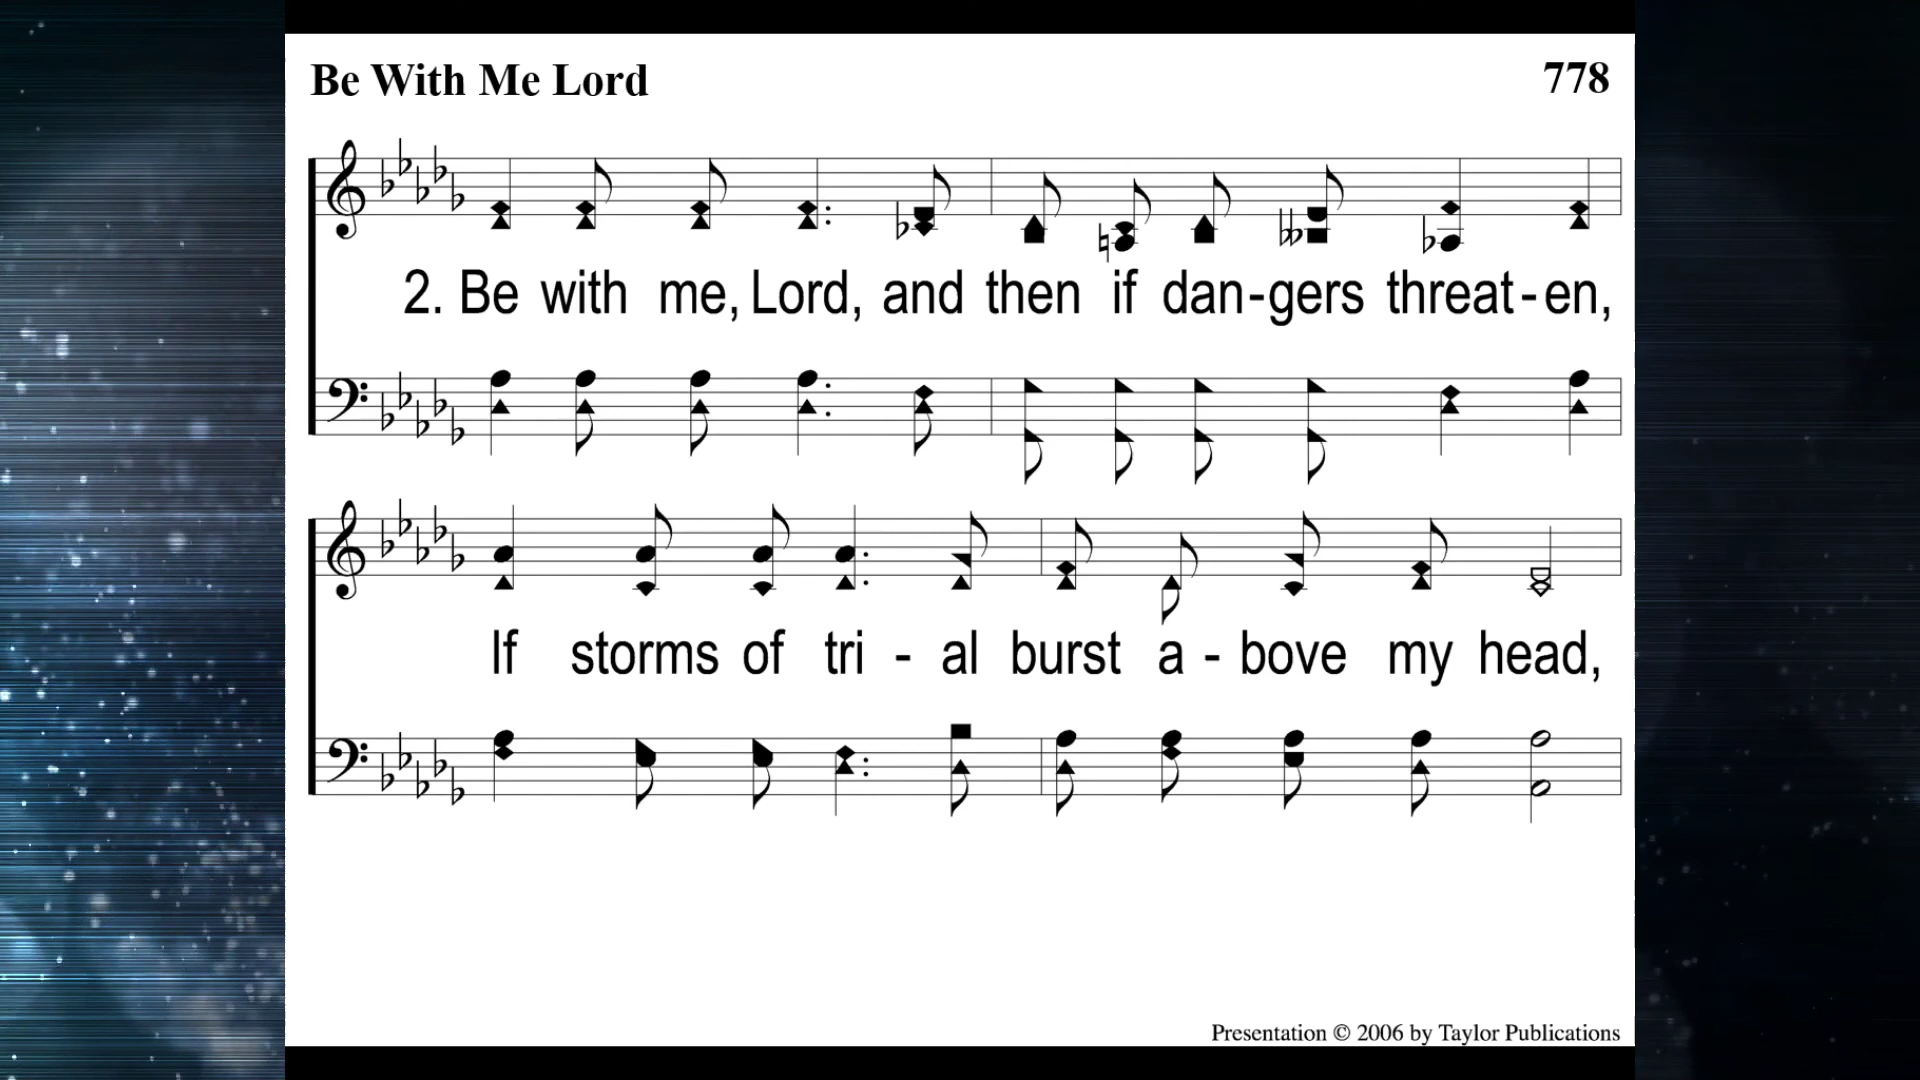 Be With Me Lord 778
2. Be with me, Lord, and then if dan-gers threat-en,
If storms of tri - al burst a - bove my head,
Presentation © 2006 by Taylor Publications